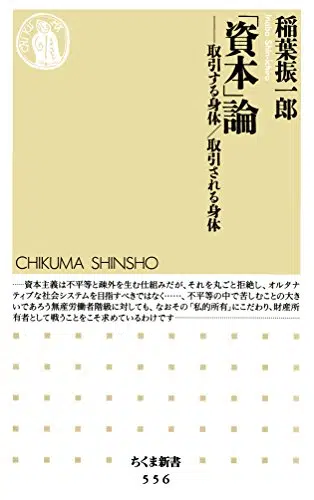 稲葉振一郎
Inaba Shinichiro
「資本」論
──取引する身体/取引される身体
CHIKUMA SHINSHO
……資本主義は不平等と疎外を生む仕組みだが、それを丸ごと拒絶し、オルタナ
ティブな社会システムを目指すべきではなく……、不平等の中で苦しむことの大き
いであろう無産労働者階級に対しても、なおその「私的所有」にこだわり、財産所
有者として戦うことをこそ求めているわけです────
ちくま新書
556